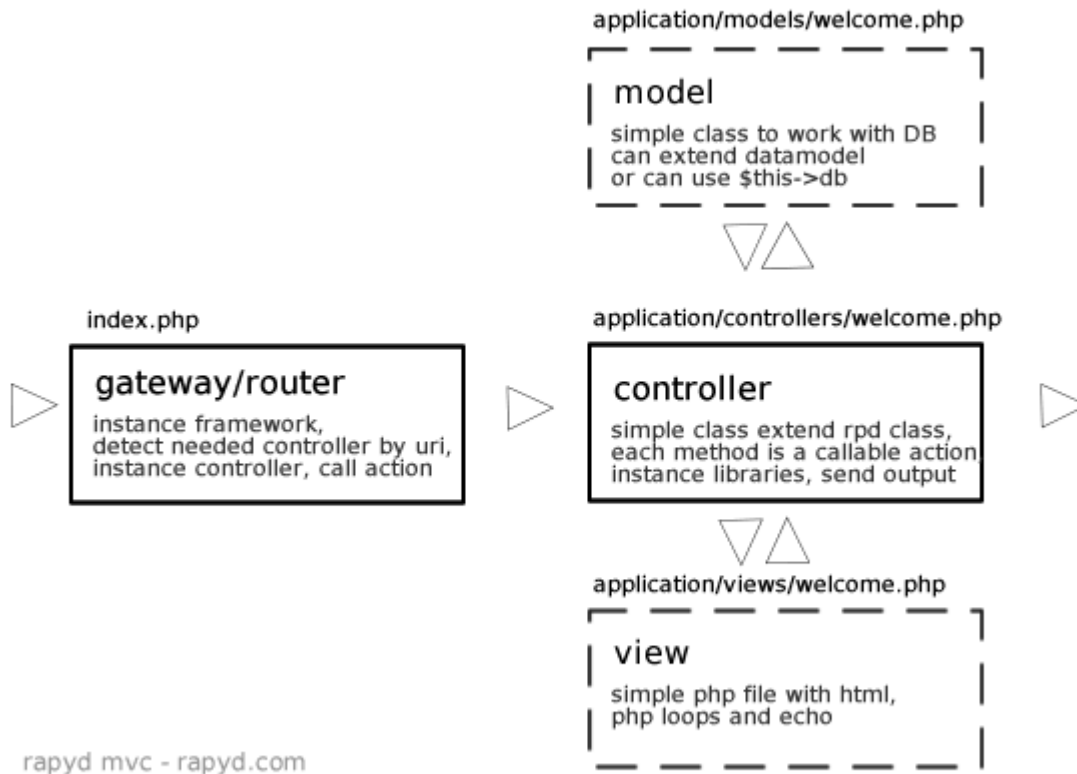 application/models/welcome.php
model
simple class to work with DB
can extend datamodel
or can use $this->db
index.php
gateway/router
instance framework,
detect needed controller by uri,
instance controller, call action
application/controllers/welcome.php
controller
simple class extend rpd class,
each method is a callable action,
instance libraries, send output
application/views/welcome.php
view
simple php file with html,
php loops and echo
rapyd mvc - rapyd.com